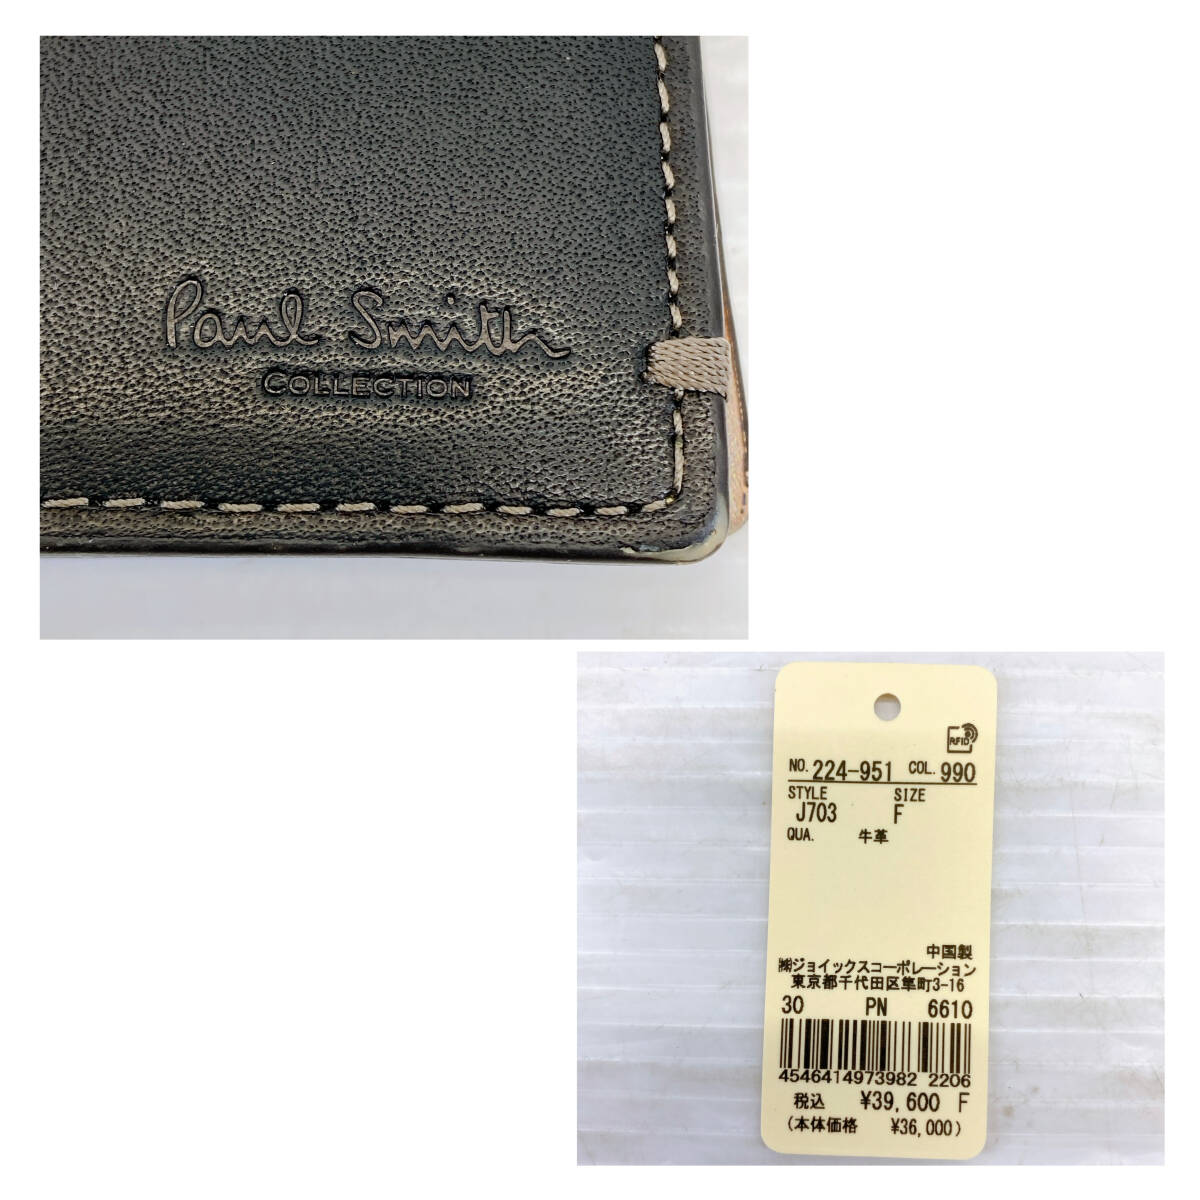 Paul Smith
COLLECTION
RFID
NO. 224-951 COL. 990
STYLE SIZE
J703 F
QUA. 牛革
中国製
㈱ジョイックスコーポレーション
東京都千代田区隼町3-16
30 PN 6610
4546414973982 2206
税込 ¥39,600 F
(本体価格 ¥36,000)